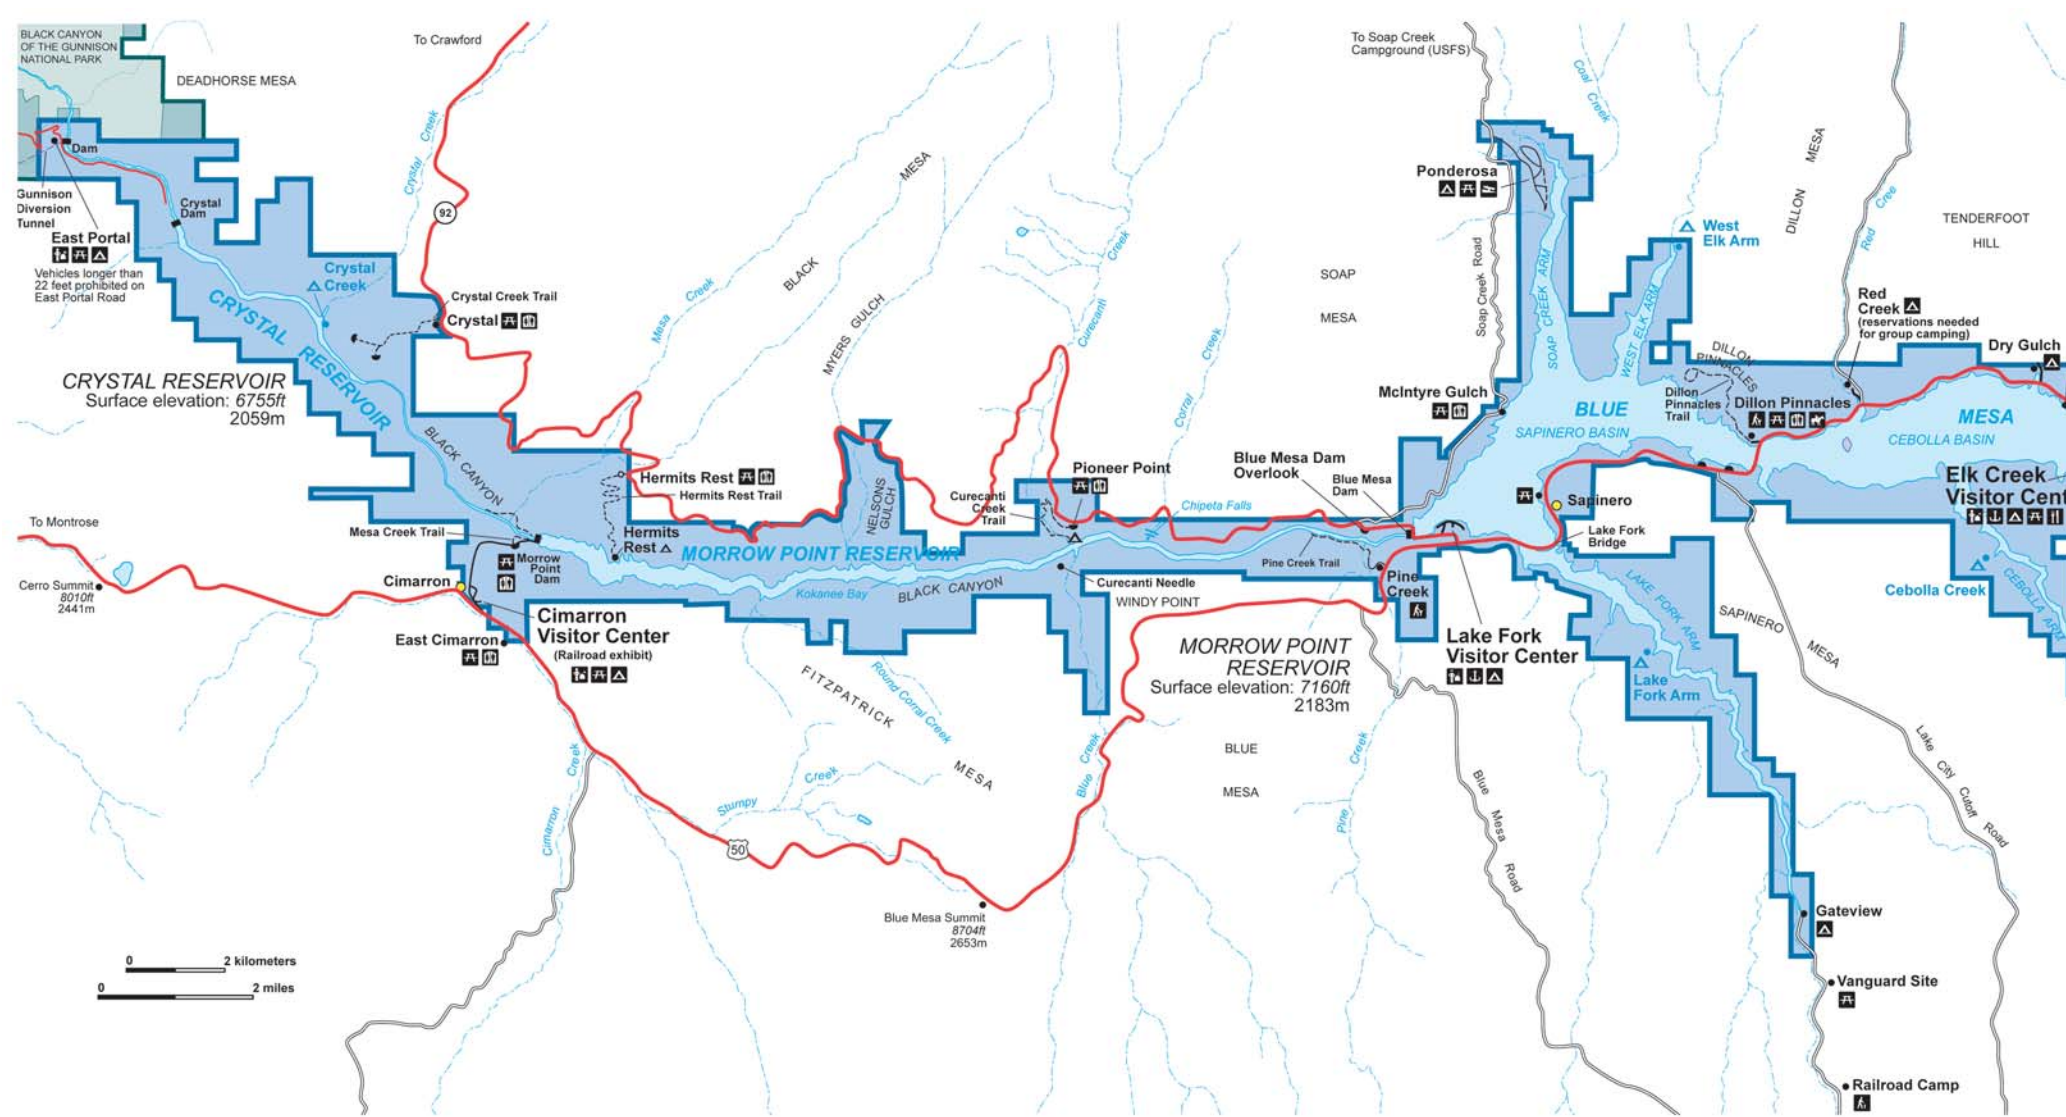 BLACK CANYON
OF THE GUNNISON
NATIONAL PARK
DEADHORSE MESA
To Crawford
Crystal Creek
Crystal Creek
92
Dam
Gunnison
Diversion
Tunnel
Crystal
Dam
East Portal
Vehicles longer than
22 feet prohibited on
East Portal Road
Crystal
Creek
Crystal Creek Trail
Crystal
CRYSTAL RESERVOIR
CRYSTAL RESERVOIR
Surface elevation: 6755ft
2059m
BLACK CANYON
Mesa Creek
BLACK MESA
MYERS GULCH
Curecanti Creek
Corral Creek
SOAP
MESA
To Soap Creek
Campground (USFS)
Coal Creek
Ponderosa
Soap Creek Road
SOAP CREEK ARM
West
Elk Arm
WEST ELK ARM
DILLON MESA
Red Cree
TENDERFOOT
HILL
Red
Creek
(reservations needed
for group camping)
Dry Gulch
DILLON
PINNACLES
Dillon
Pinnacles
Trail
Dillon Pinnacles
McIntyre Gulch
BLUE
SAPINERO BASIN
MESA
CEBOLLA BASIN
Elk Creek
Visitor Cent
Hermits Rest
Hermits Rest Trail
NELSONS
GULCH
Curecanti
Creek
Trail
Pioneer Point
Blue Mesa Dam
Overlook
Blue Mesa
Dam
Chipeta Falls
Sapinero
Lake Fork
Bridge
To Montrose
Cerro Summit
8010ft
2441m
Mesa Creek Trail
Cimarron
Morrow
Point
Dam
Hermits
Rest
MORROW POINT RESERVOIR
Kokanee Bay
BLACK CANYON
Curecanti Needle
WINDY POINT
Pine Creek Trail
Pine
Creek
Cimarron
Visitor Center
(Railroad exhibit)
East Cimarron
MORROW POINT
RESERVOIR
Surface elevation: 7160ft
2183m
Lake Fork
Visitor Center
LAKE FORK ARM
Lake
Fork Arm
SAPINERO MESA
Cebolla Creek
CEBOLLA ARM
FITZPATRICK MESA
Round Corral Creek
Cimarron Creek
Stumpy Creek
50
Blue Creek
BLUE
MESA
Pine Creek
Blue Mesa Road
Lake City Cutoff Road
Blue Mesa Summit
8704ft
2653m
Gateview
Vanguard Site
Railroad Camp
0 2 kilometers
0 2 miles